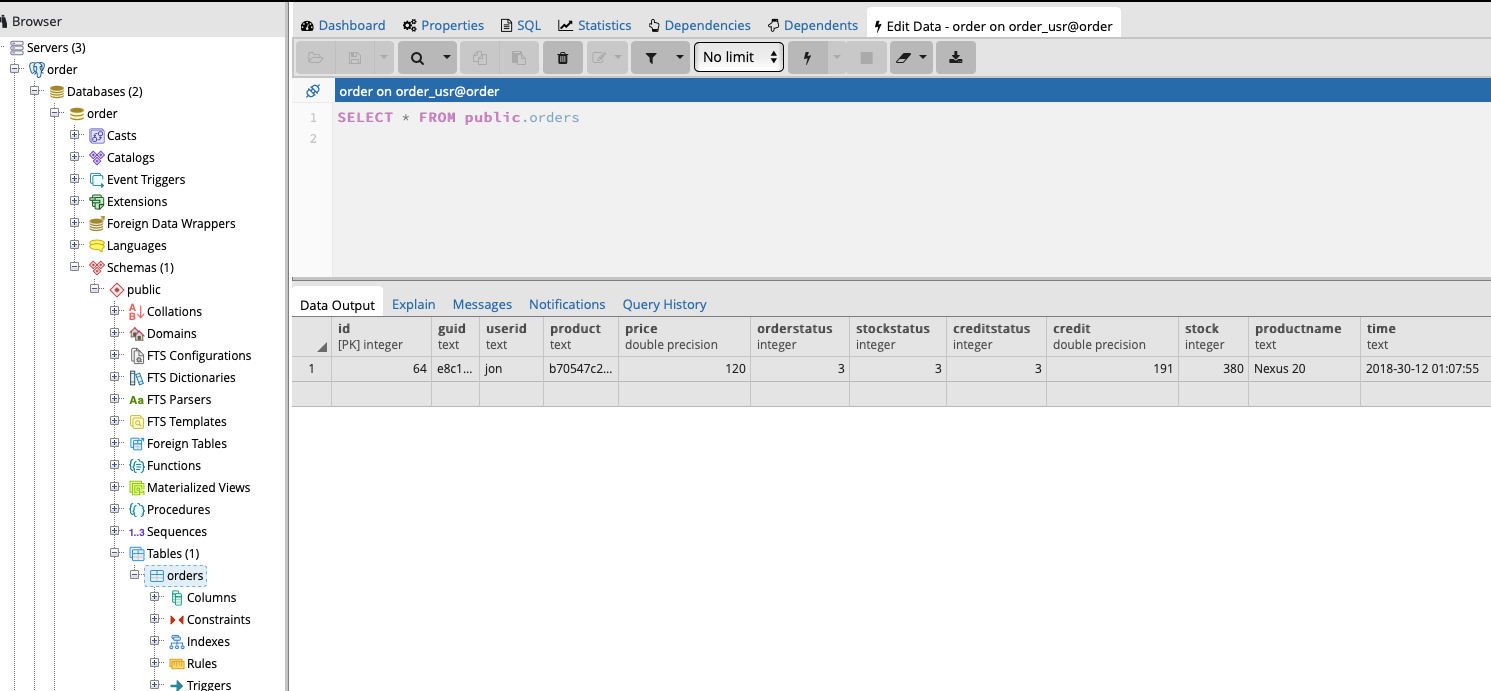 Browser
Servers (3)
order
Databases (2)
order
Casts
Catalogs
Event Triggers
Extensions
Foreign Data Wrappers
Languages
Schemas (1)
public
Collations
Domains
FTS Configurations
FTS Dictionaries
Aa FTS Parsers
FTS Templates
Foreign Tables
Functions
Materialized Views
Procedures
1..3 Sequences
Tables (1)
orders
Columns
Constraints
Indexes
Rules
Triggers
Dashboard Properties SQL Statistics Dependencies Dependents Edit Data - order on order_usr@order
No limit
order on order_usr@order
1 SELECT * FROM public.orders
2
Data Output Explain Messages Notifications Query History
id guid userid product price orderstatus stockstatus creditstatus credit stock productname time
[PK] integer text text text double precision integer integer integer double precision integer text text
1 64 e8c1... jon b70547c2... 120 3 3 3 191 380 Nexus 20 2018-30-12 01:07:55